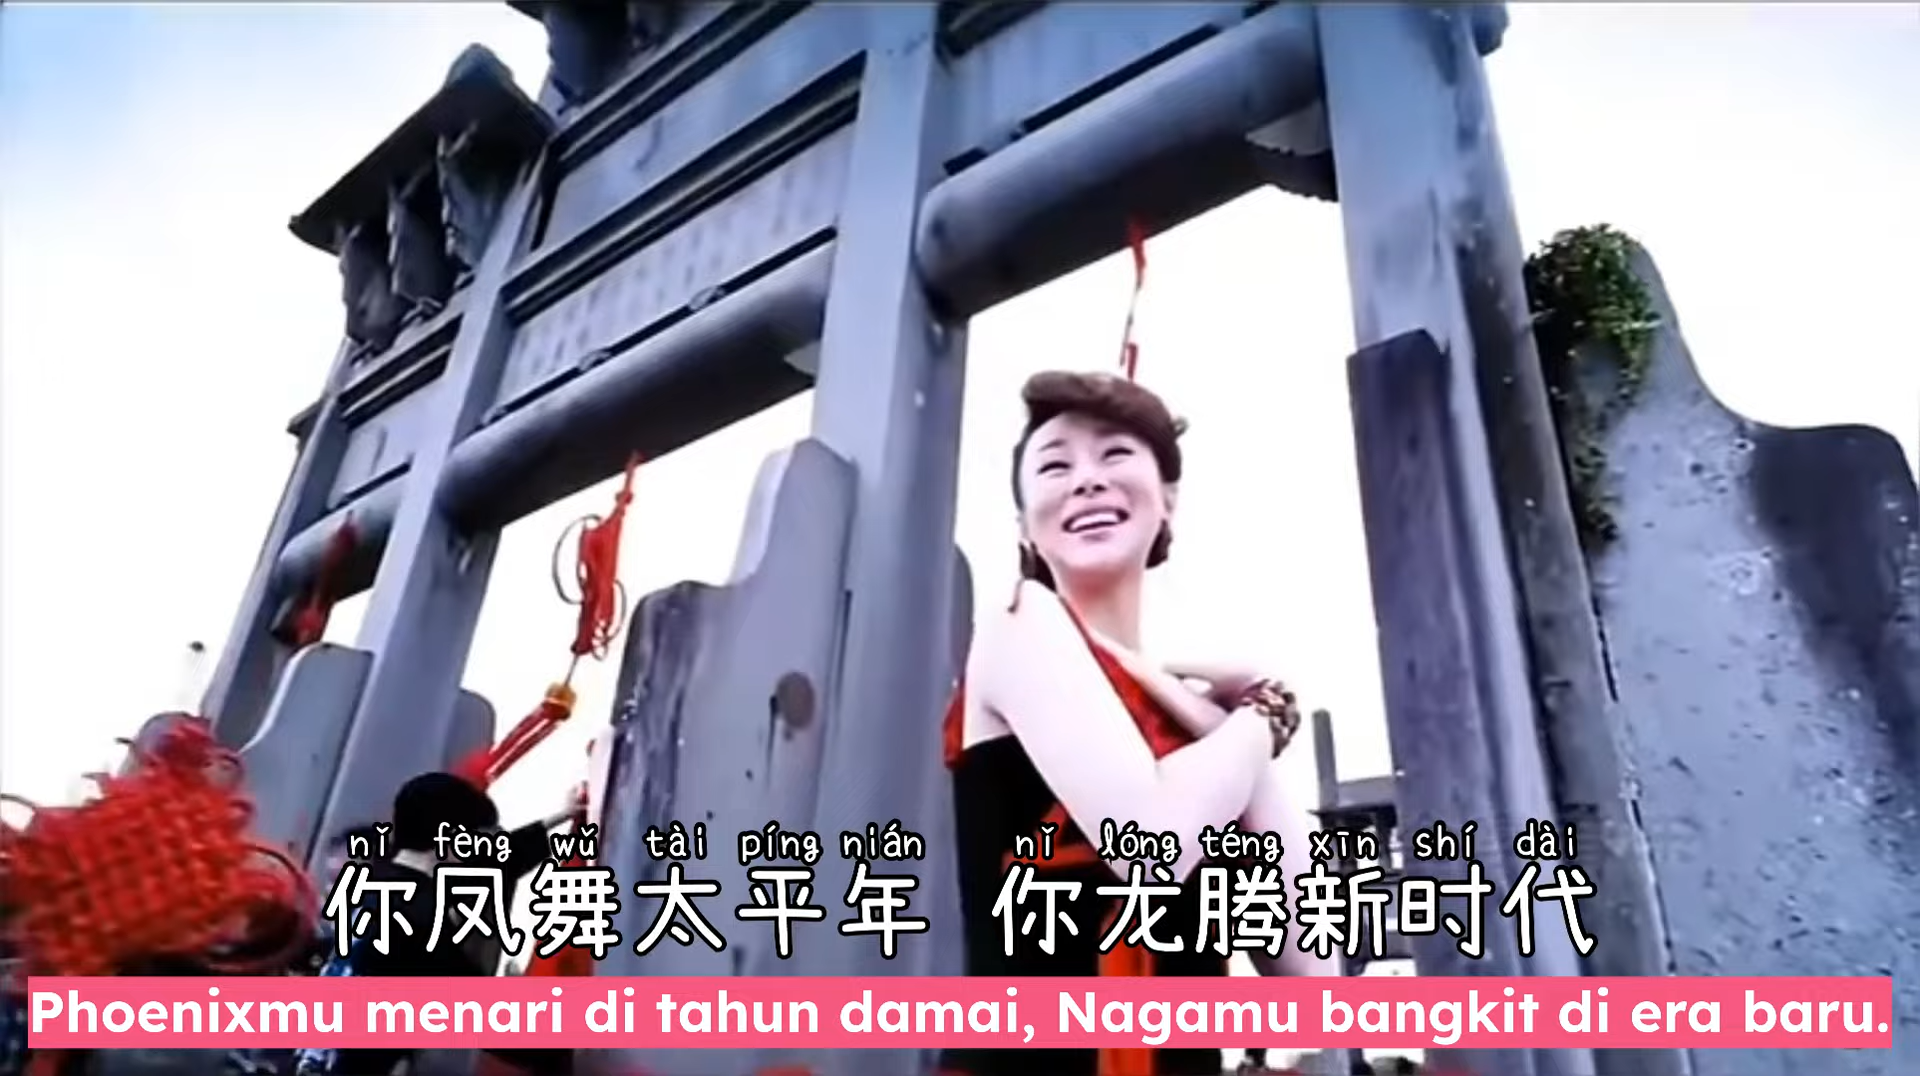 nǐ fèng wǔ tài píng nián nǐ lóng téng xīn shí dài
你凤舞太平年 你龙腾新时代
Phoenixmu menari di tahun damai, Nagamu bangkit di era baru.